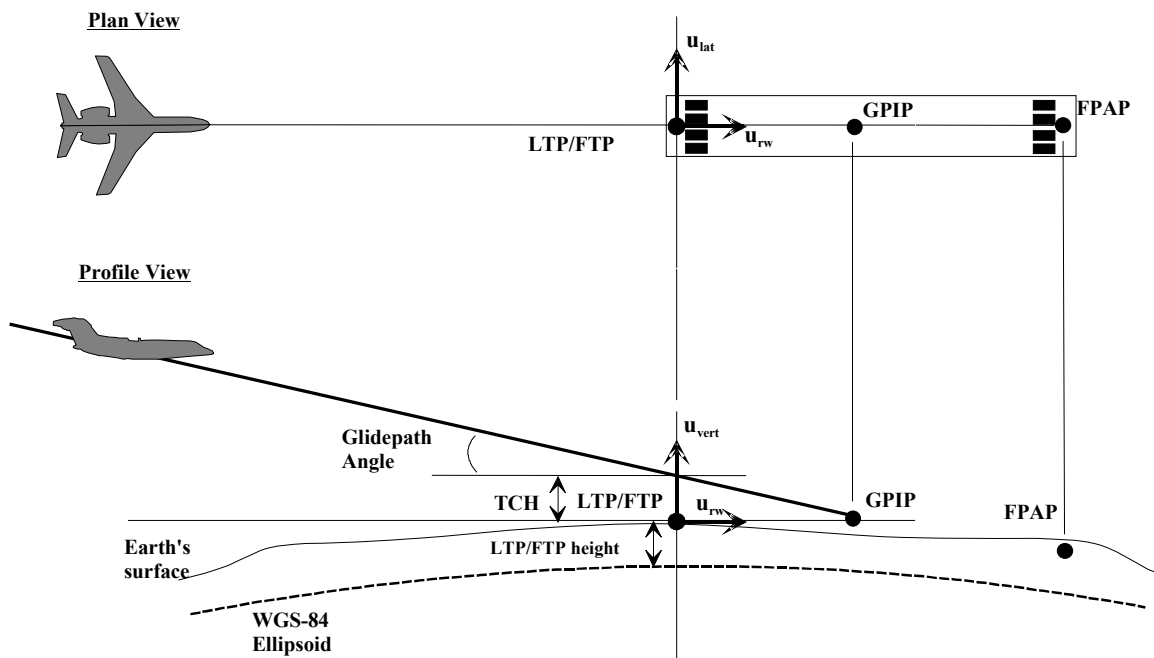 Plan View
u_lat
GPIP
FPAP
LTP/FTP
u_rw
Profile View
Glidepath
Angle
u_vert
TCH
LTP/FTP
u_rw
GPIP
FPAP
Earth's
surface
LTP/FTP height
WGS-84
Ellipsoid